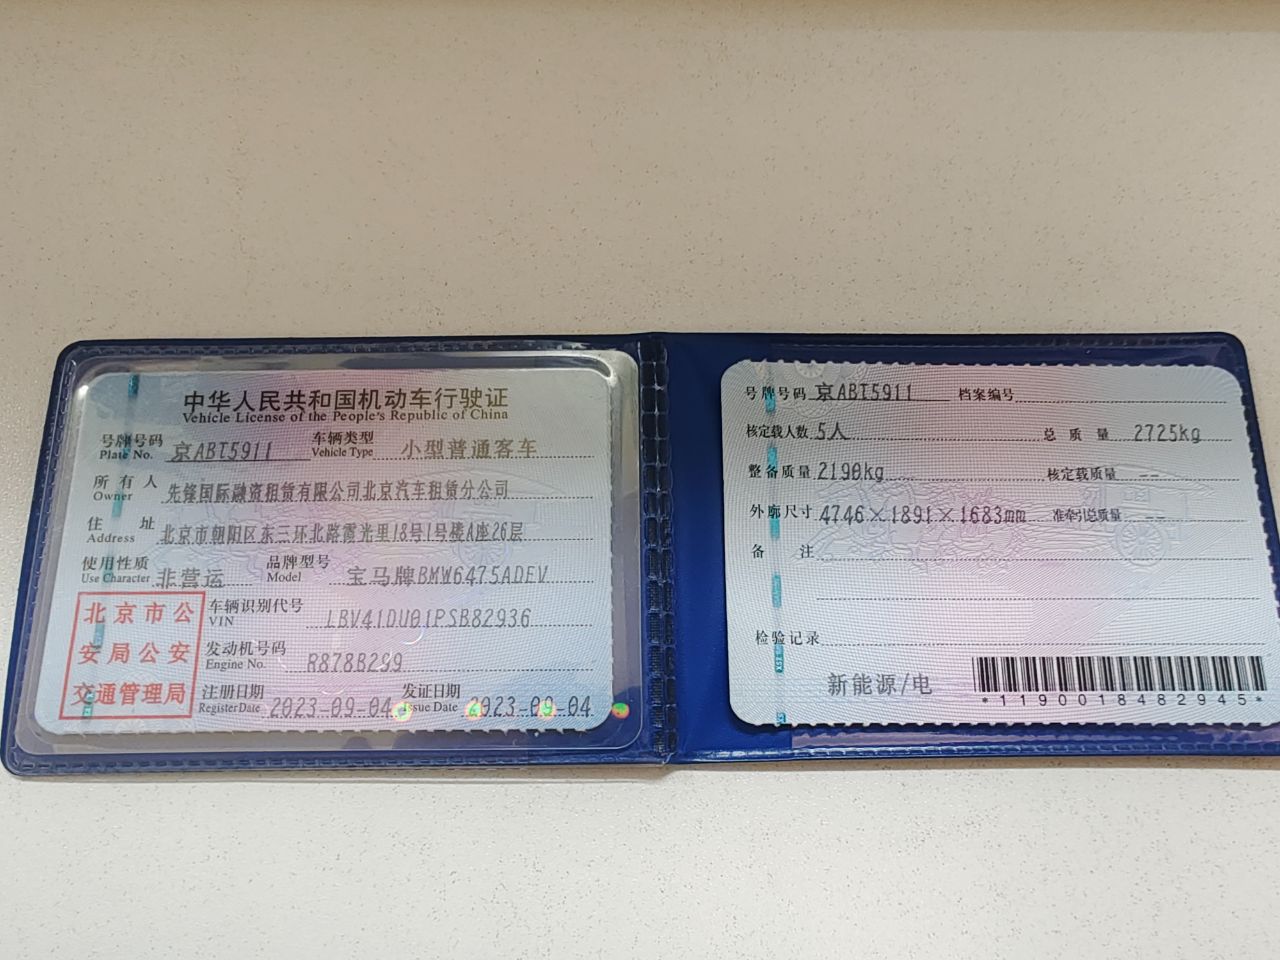 中华人民共和国机动车行驶证
Vehicle License of the People's Republic of China
号牌号码 Plate No. 京ABT5911 车辆类型 Vehicle Type 小型普通客车
所有人 Owner 先锋国际融资租赁有限公司北京汽车租赁分公司
住址 Address 北京市朝阳区东三环北路霞光里18号1号楼A座26层
使用性质 Use Character 非营运 品牌型号 Model 宝马牌BMW6475ADEV
北京市公安局公安交通管理局
车辆识别代号 VIN LBV41DU01PSB82936
发动机号码 Engine No. R878B299
注册日期 Register Date 2023-09-04 发证日期 Issue Date 2023-09-04
号牌号码 京ABT5911 档案编号
核定载人数 5人 总质量 2725kg
整备质量 2190kg 核定载质量 --
外廓尺寸 4746×1891×1683mm 准牵引总质量 --
备注
检验记录
新能源/电
*1190018482945*